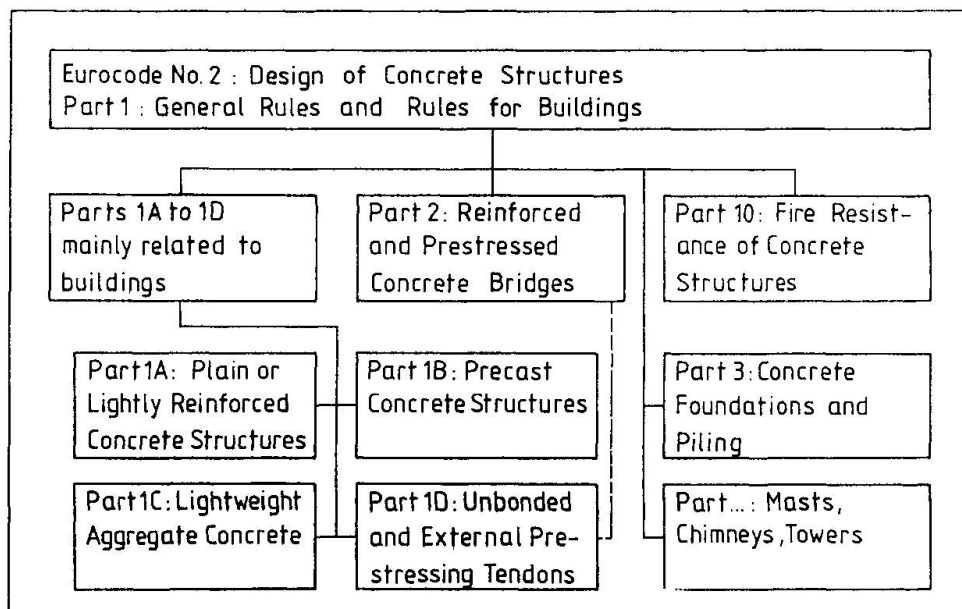 Eurocode No. 2 : Design of Concrete Structures
Part 1 : General Rules and Rules for Buildings
Parts 1A to 1D
mainly related to
buildings
Part 2: Reinforced
and Prestressed
Concrete Bridges
Part 10: Fire Resist-
ance of Concrete
Structures
Part 1A: Plain or
Lightly Reinforced
Concrete Structures
Part 1B: Precast
Concrete Structures
Part 3: Concrete
Foundations and
Piling
Part 1C: Lightweight
Aggregate Concrete
Part 1D: Unbonded
and External Pre-
stressing Tendons
Part...: Masts,
Chimneys, Towers